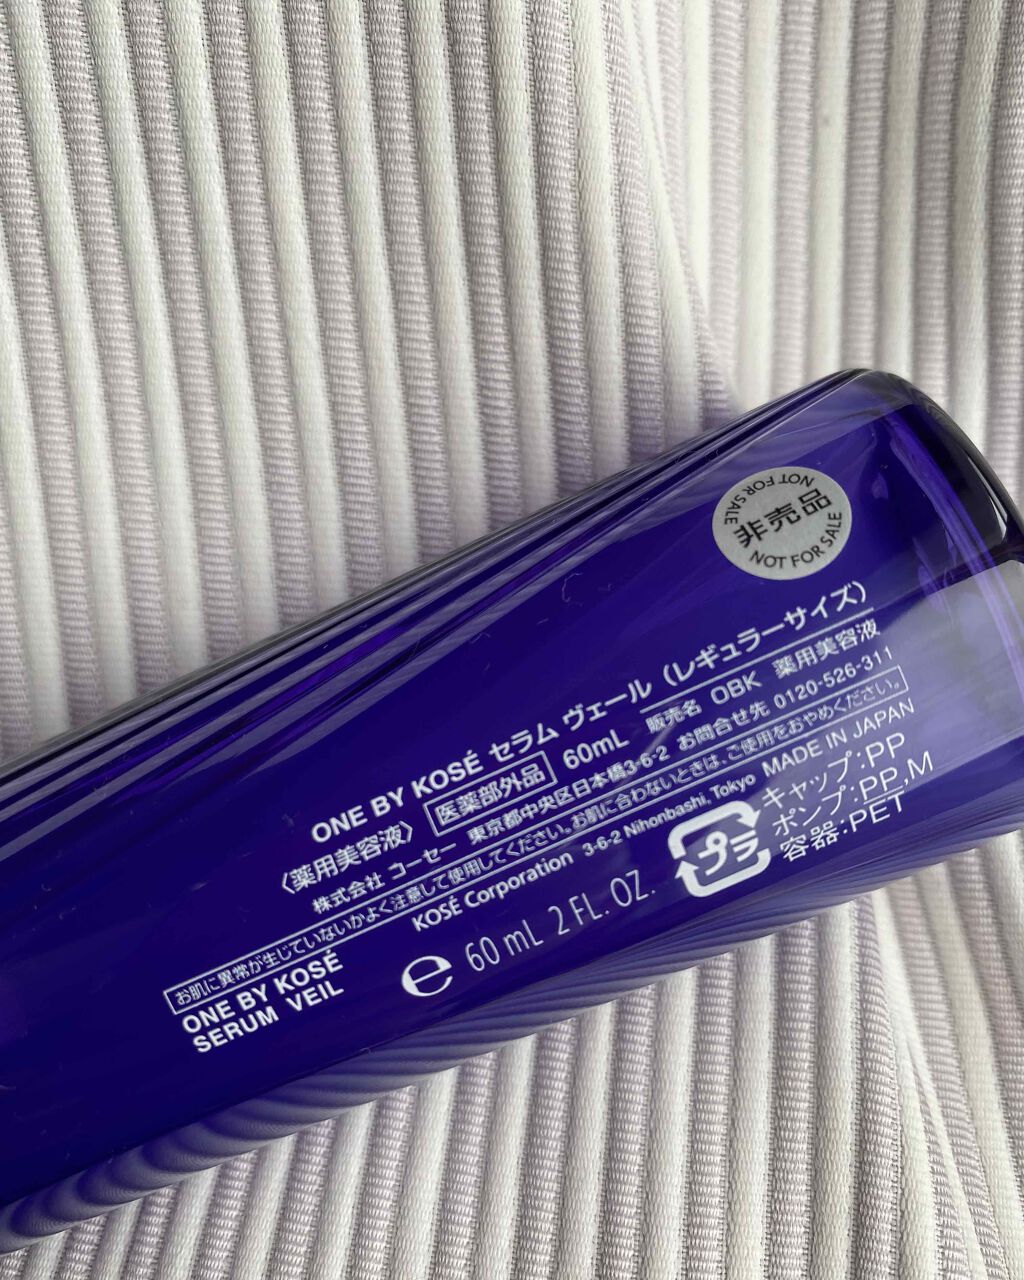 NOT FOR SALE
非売品
NOT FOR SALE
ONE BY KOSÉ セラム ヴェール（レギュラーサイズ）
〈薬用美容液〉 医薬部外品 60mL 販売名 OBK 薬用美容液
株式会社 コーセー 東京都中央区日本橋3-6-2 お問合せ先 0120-526-311
お肌に異常が生じていないかよく注意して使用してください。お肌に合わないときは、ご使用をおやめください。
KOSÉ Corporation 3-6-2 Nihonbashi, Tokyo MADE IN JAPAN
ONE BY KOSÉ
SERUM VEIL
e 60 mL 2 FL. OZ.
プラ
キャップ:PP
ポンプ:PP,M
容器:PET